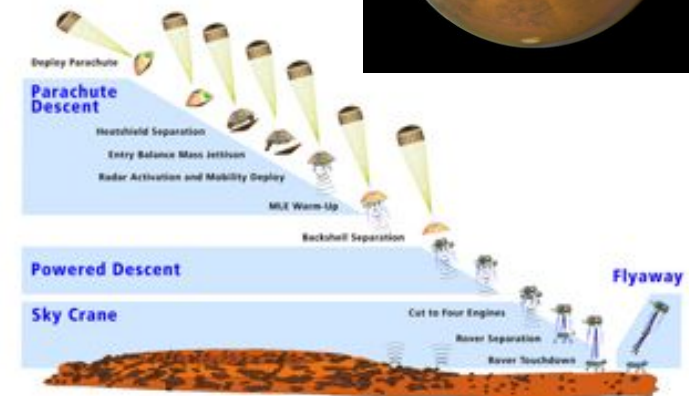 Deploy Parachute
Parachute
Descent
Heatshield Separation
Entry Balance Mass Jettison
Radar Activation and Mobility Deploy
MLE Warm-Up
Backshell Separation
Powered Descent
Flyaway
Sky Crane
Cut to Four Engines
Rover Separation
Rover Touchdown